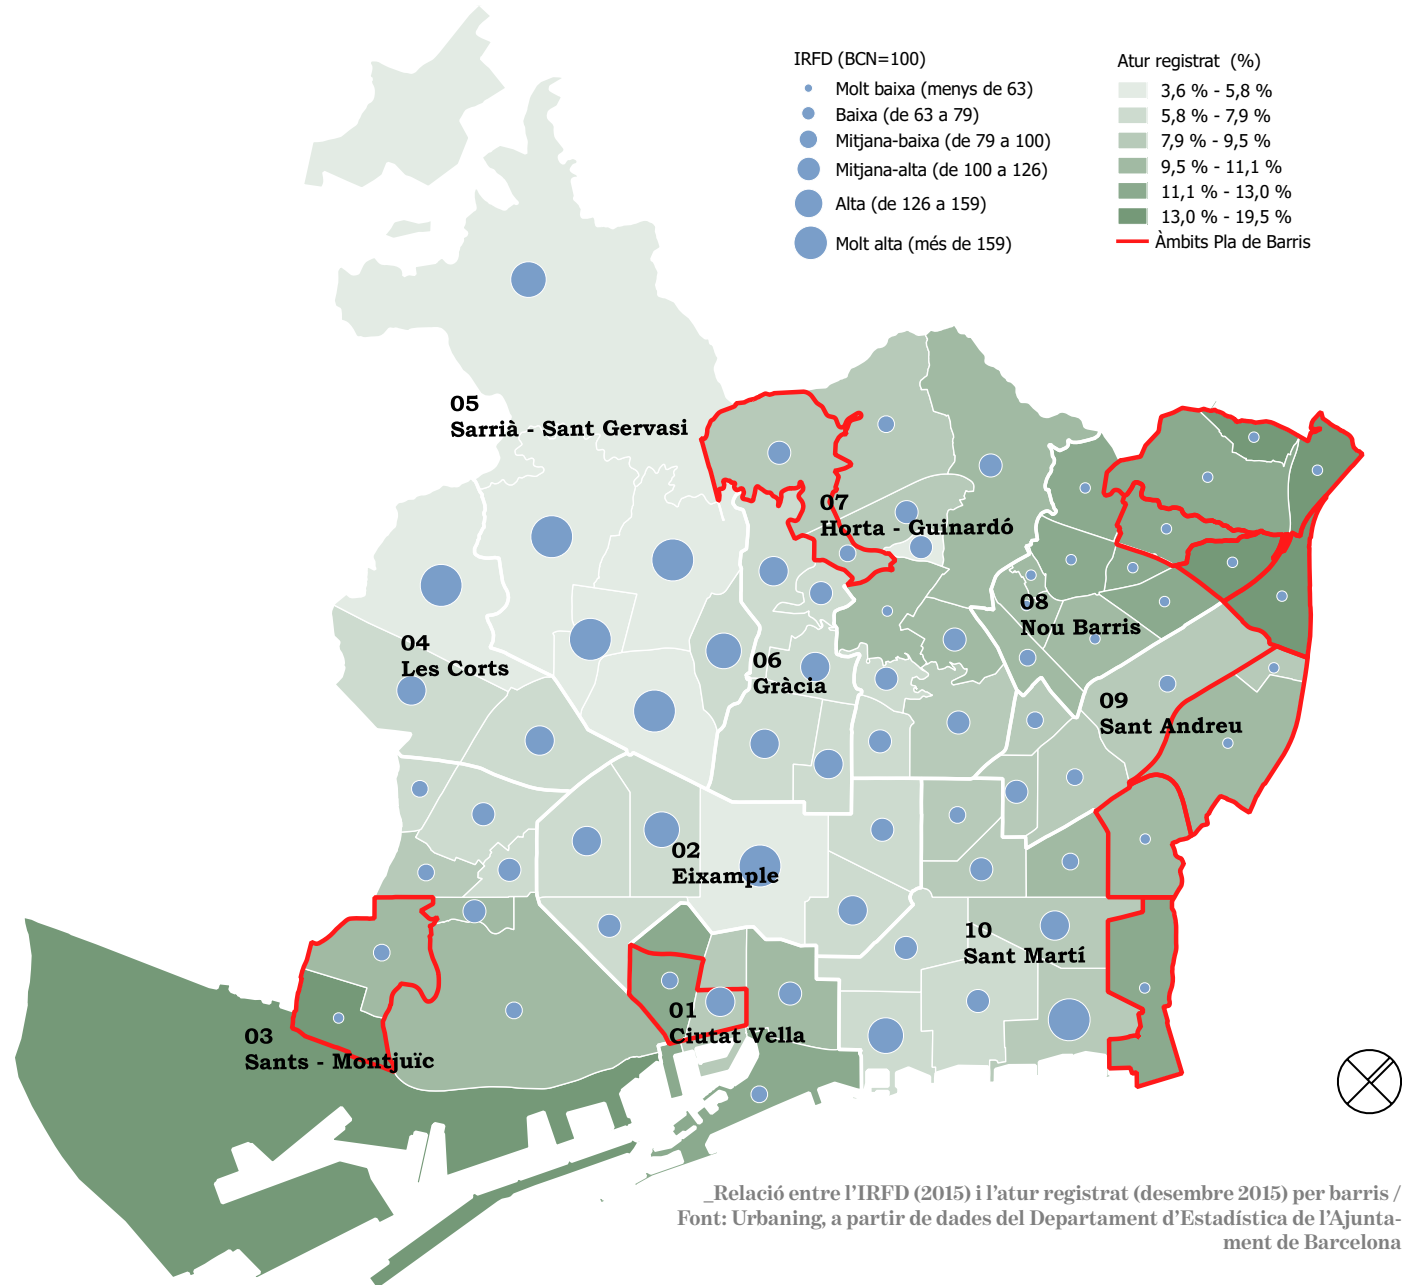 IRFD (BCN=100)
Molt baixa (menys de 63)
Baixa (de 63 a 79)
Mitjana-baixa (de 79 a 100)
Mitjana-alta (de 100 a 126)
Alta (de 126 a 159)
Molt alta (més de 159)
Atur registrat (%)
3,6 % - 5,8 %
5,8 % - 7,9 %
7,9 % - 9,5 %
9,5 % - 11,1 %
11,1 % - 13,0 %
13,0 % - 19,5 %
Àmbits Pla de Barris
05
Sarrià - Sant Gervasi
07
Horta - Guinardó
08
Nou Barris
04
Les Corts
06
Gràcia
09
Sant Andreu
02
Eixample
10
Sant Martí
01
Ciutat Vella
03
Sants - Montjuïc
_Relació entre l'IRFD (2015) i l'atur registrat (desembre 2015) per barris /
Font: Urbaning, a partir de dades del Departament d'Estadística de l'Ajunta-
ment de Barcelona